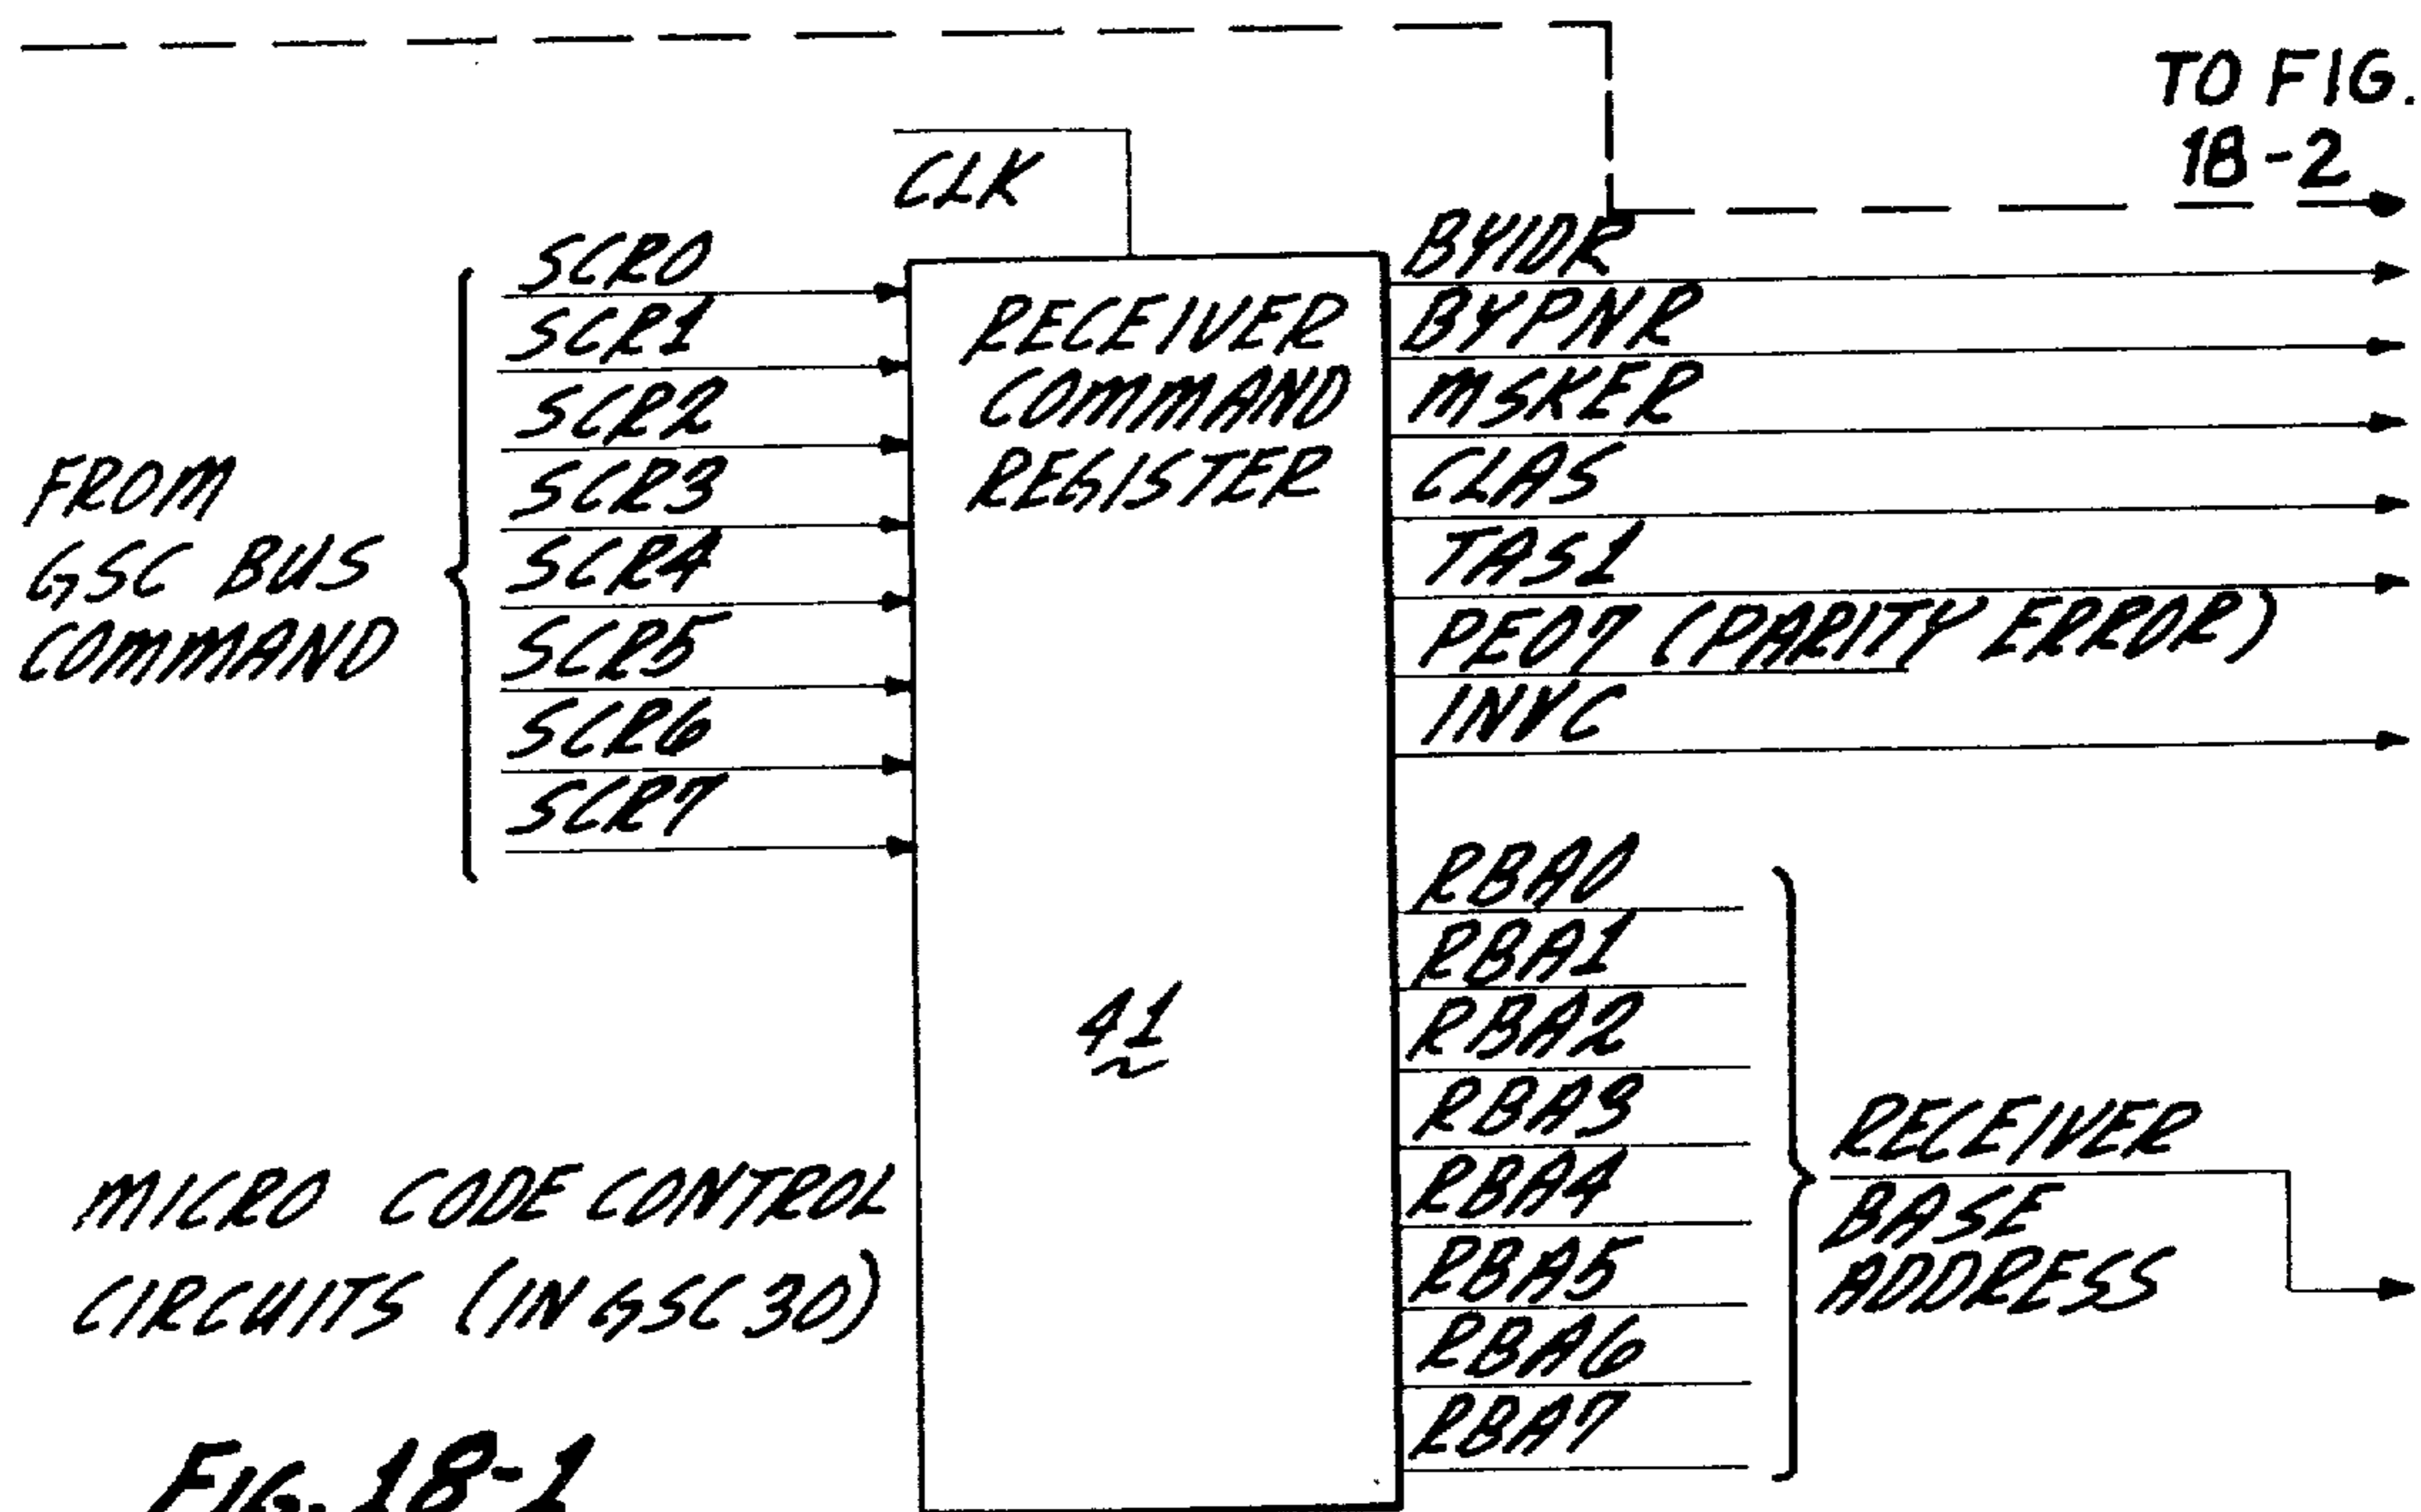 TO FIG.
18-2
CLK
SCR0
SCR1
SCR2
SCR3
SCR4
SCR5
SCR6
SCR7
FROM
GSC BUS
COMMAND
RECEIVER
COMMAND
REGISTER
41
BYIDR
BYPNR
MSKER
CLAS
TAS1
PE07 (PARITY ERROR)
INVC
RBA0
RBA1
RBA2
RBA3
RBA4
RBA5
RBA6
RBA7
RECEIVER
BASE
ADDRESS
MICRO CODE CONTROL
CIRCUITS (IN GSC 30)
FIG. 18-1